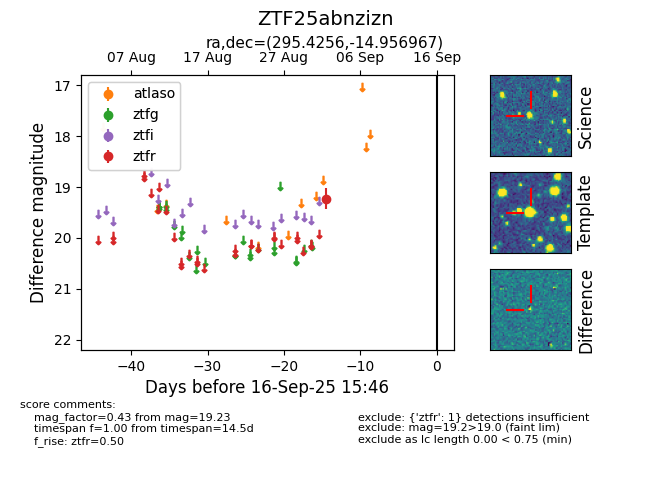 ZTF25abnzizn
ra,dec=(295.4256,-14.956967)
07 Aug 17 Aug 27 Aug 06 Sep 16 Sep
atlaso
ztfg
ztfi
ztfr
17
18
19
20
21
22
Difference magnitude
−40 −30 −20 −10 0
Days before 16-Sep-25 15:46
Science
Template
Difference
score comments:
mag_factor=0.43 from mag=19.23
timespan f=1.00 from timespan=14.5d
f_rise: ztfr=0.50
exclude: {'ztfr': 1} detections insufficient
exclude: mag=19.2>19.0 (faint lim)
exclude as lc length 0.00 < 0.75 (min)